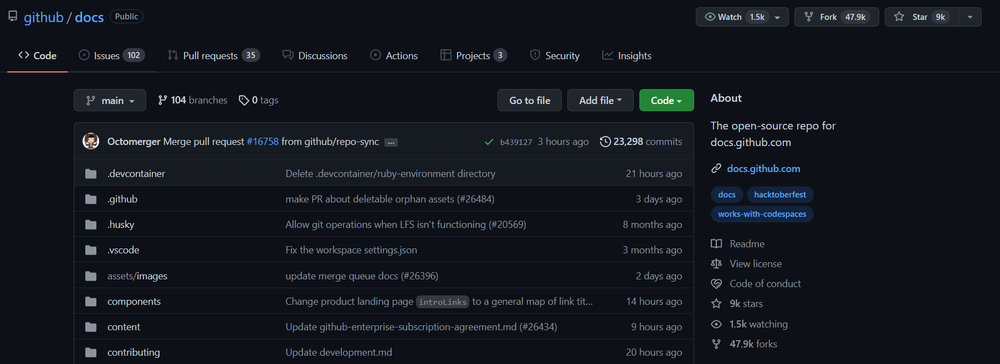 github / docs Public Watch 1.5k Fork 47.9k Star 9k
Code Issues 102 Pull requests 35 Discussions Actions Projects 3 Security Insights
main 104 branches 0 tags Go to file Add file Code
Octomerger Merge pull request #16758 from github/repo-sync ... b439127 3 hours ago 23,298 commits
.devcontainer Delete .devcontainer/ruby-environment directory 21 hours ago
.github make PR about deletable orphan assets (#26484) 3 days ago
.husky Allow git operations when LFS isn't functioning (#20569) 8 months ago
.vscode Fix the workspace settings.json 3 months ago
assets/images update merge queue docs (#26396) 2 days ago
components Change product landing page introLinks to a general map of link tit... 14 hours ago
content Update github-enterprise-subscription-agreement.md (#26434) 9 hours ago
contributing Update development.md 20 hours ago
About
The open-source repo for
docs.github.com
docs.github.com
docs hacktoberfest
works-with-codespaces
Readme
View license
Code of conduct
9k stars
1.5k watching
47.9k forks